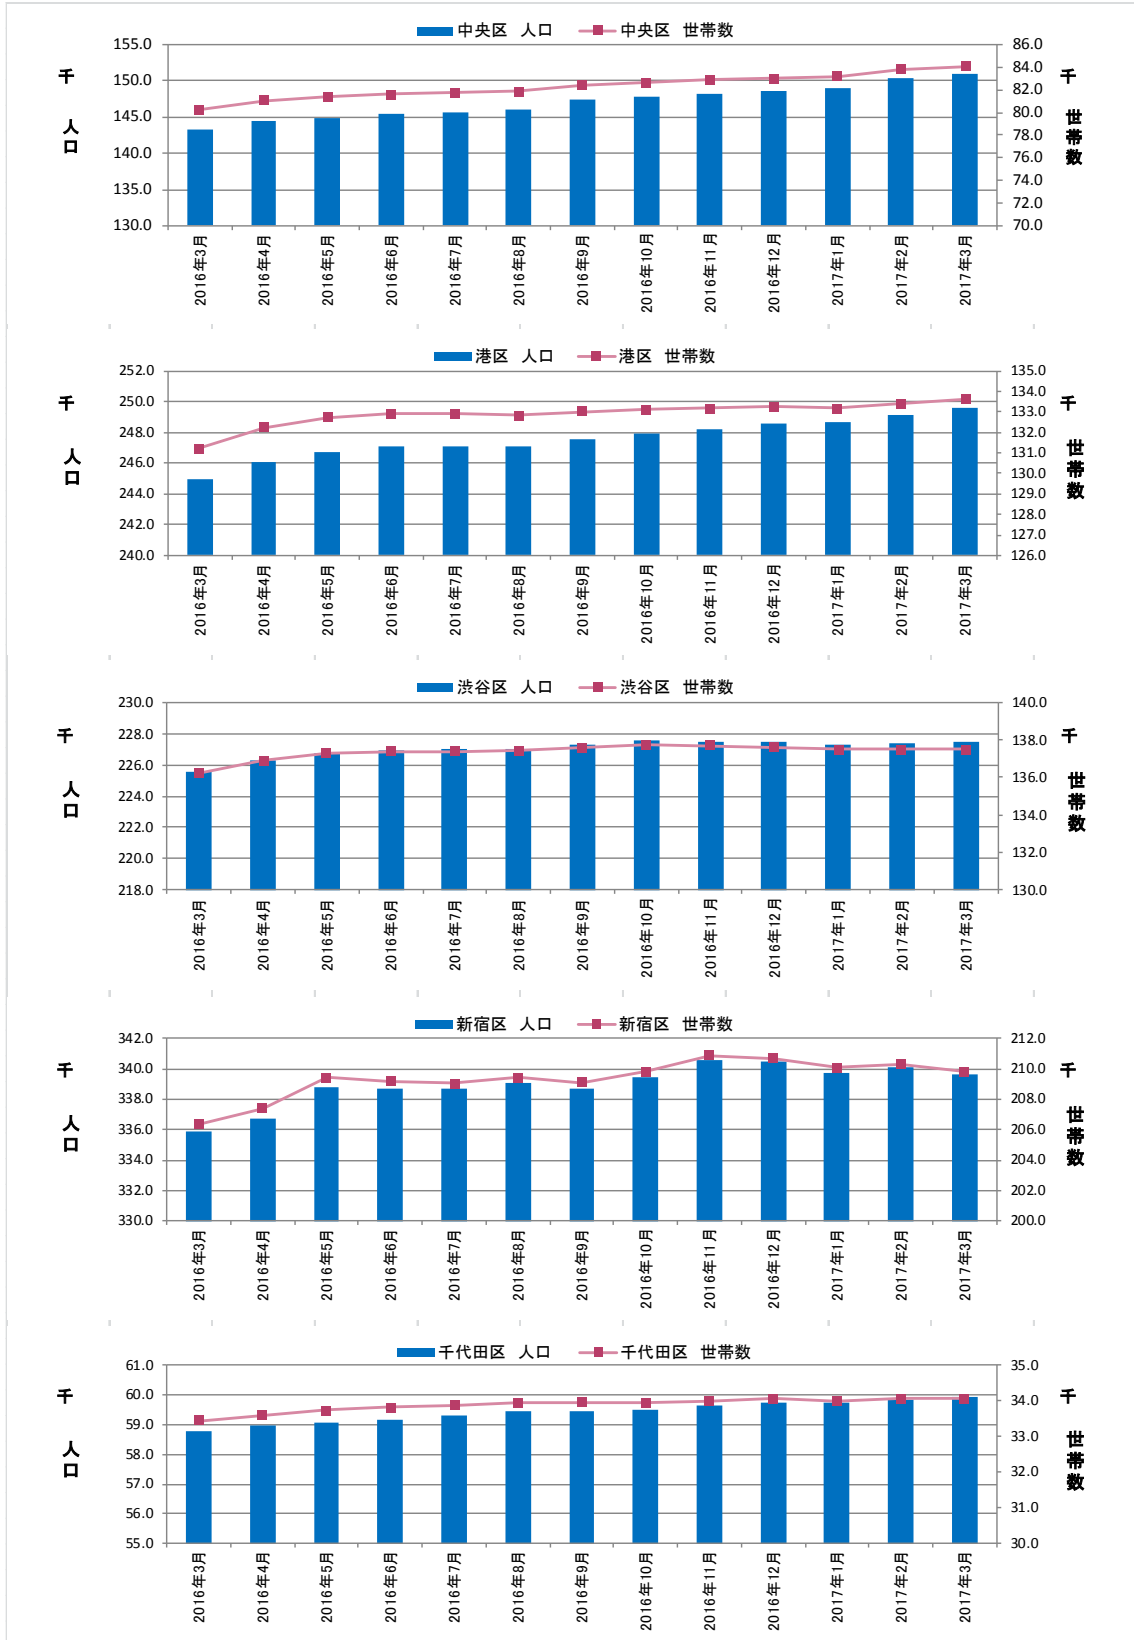 中央区　人口　中央区　世帯数
千
人
口
155.0
150.0
145.0
140.0
135.0
130.0
86.0
84.0
82.0
80.0
78.0
76.0
74.0
72.0
70.0
千
世
帯
数
2016年3月
2016年4月
2016年5月
2016年6月
2016年7月
2016年8月
2016年9月
2016年10月
2016年11月
2016年12月
2017年1月
2017年2月
2017年3月
港区　人口　港区　世帯数
千
人
口
252.0
250.0
248.0
246.0
244.0
242.0
240.0
135.0
134.0
133.0
132.0
131.0
130.0
129.0
128.0
127.0
126.0
千
世
帯
数
2016年3月
2016年4月
2016年5月
2016年6月
2016年7月
2016年8月
2016年9月
2016年10月
2016年11月
2016年12月
2017年1月
2017年2月
2017年3月
渋谷区　人口　渋谷区　世帯数
千
人
口
230.0
228.0
226.0
224.0
222.0
220.0
218.0
140.0
138.0
136.0
134.0
132.0
130.0
千
世
帯
数
2016年3月
2016年4月
2016年5月
2016年6月
2016年7月
2016年8月
2016年9月
2016年10月
2016年11月
2016年12月
2017年1月
2017年2月
2017年3月
新宿区　人口　新宿区　世帯数
千
人
口
342.0
340.0
338.0
336.0
334.0
332.0
330.0
212.0
210.0
208.0
206.0
204.0
202.0
200.0
千
世
帯
数
2016年3月
2016年4月
2016年5月
2016年6月
2016年7月
2016年8月
2016年9月
2016年10月
2016年11月
2016年12月
2017年1月
2017年2月
2017年3月
千代田区　人口　千代田区　世帯数
千
人
口
61.0
60.0
59.0
58.0
57.0
56.0
55.0
35.0
34.0
33.0
32.0
31.0
30.0
千
世
帯
数
2016年3月
2016年4月
2016年5月
2016年6月
2016年7月
2016年8月
2016年9月
2016年10月
2016年11月
2016年12月
2017年1月
2017年2月
2017年3月